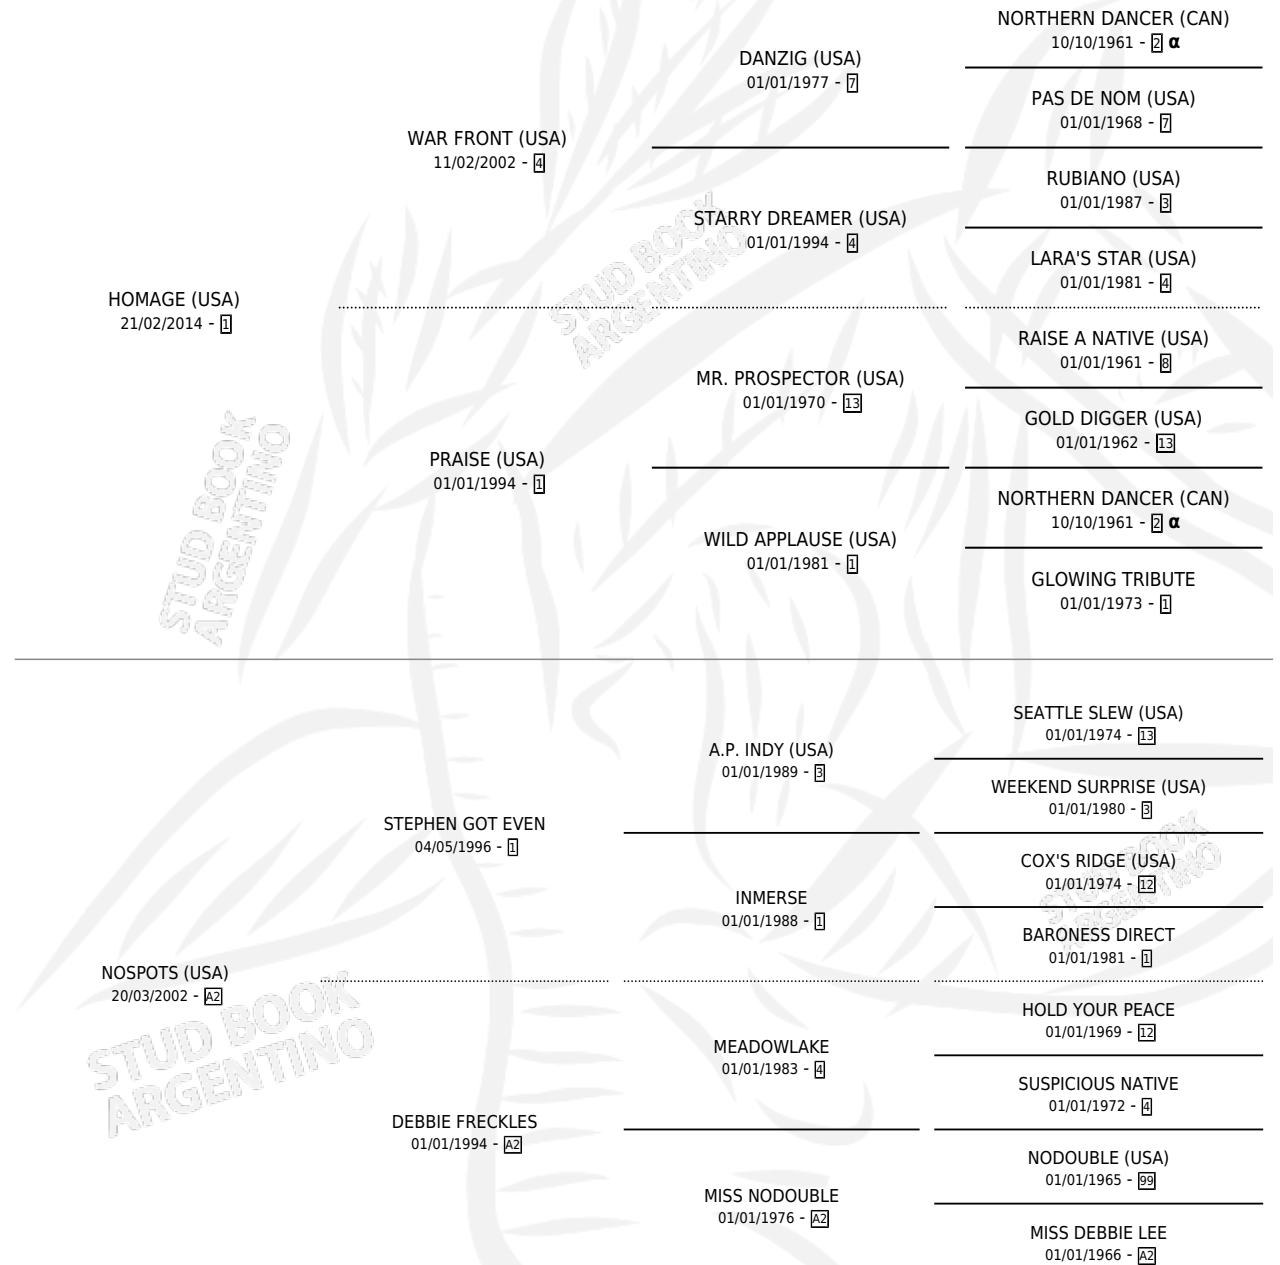 NORTHERN DANCER (CAN)
10/10/1961 - 2 α
DANZIG (USA)
01/01/1977 - 7
PAS DE NOM (USA)
01/01/1968 - 7
WAR FRONT (USA)
11/02/2002 - 4
RUBIANO (USA)
01/01/1987 - 3
STARRY DREAMER (USA)
01/01/1994 - 4
LARA'S STAR (USA)
01/01/1981 - 4
HOMAGE (USA)
21/02/2014 - 1
RAISE A NATIVE (USA)
01/01/1961 - 8
MR. PROSPECTOR (USA)
01/01/1970 - 13
GOLD DIGGER (USA)
01/01/1962 - 13
PRAISE (USA)
01/01/1994 - 1
NORTHERN DANCER (CAN)
10/10/1961 - 2 α
WILD APPLAUSE (USA)
01/01/1981 - 1
GLOWING TRIBUTE
01/01/1973 - 1
SEATTLE SLEW (USA)
01/01/1974 - 13
A.P. INDY (USA)
01/01/1989 - 3
WEEKEND SURPRISE (USA)
01/01/1980 - 3
STEPHEN GOT EVEN
04/05/1996 - 1
COX'S RIDGE (USA)
01/01/1974 - 12
INMERSE
01/01/1988 - 1
BARONESS DIRECT
01/01/1981 - 1
NOSPOTS (USA)
20/03/2002 - A2
HOLD YOUR PEACE
01/01/1969 - 12
MEADOWLAKE
01/01/1983 - 4
SUSPICIOUS NATIVE
01/01/1972 - 4
DEBBIE FRECKLES
01/01/1994 - A2
NODOUBLE (USA)
01/01/1965 - 99
MISS NODOUBLE
01/01/1976 - A2
MISS DEBBIE LEE
01/01/1966 - A2
STUD BOOK
ARGENTINO
STUD BOOK
ARGENTINO
STUD BOOK
ARGENTINO
STUD BOOK
ARGENTINO